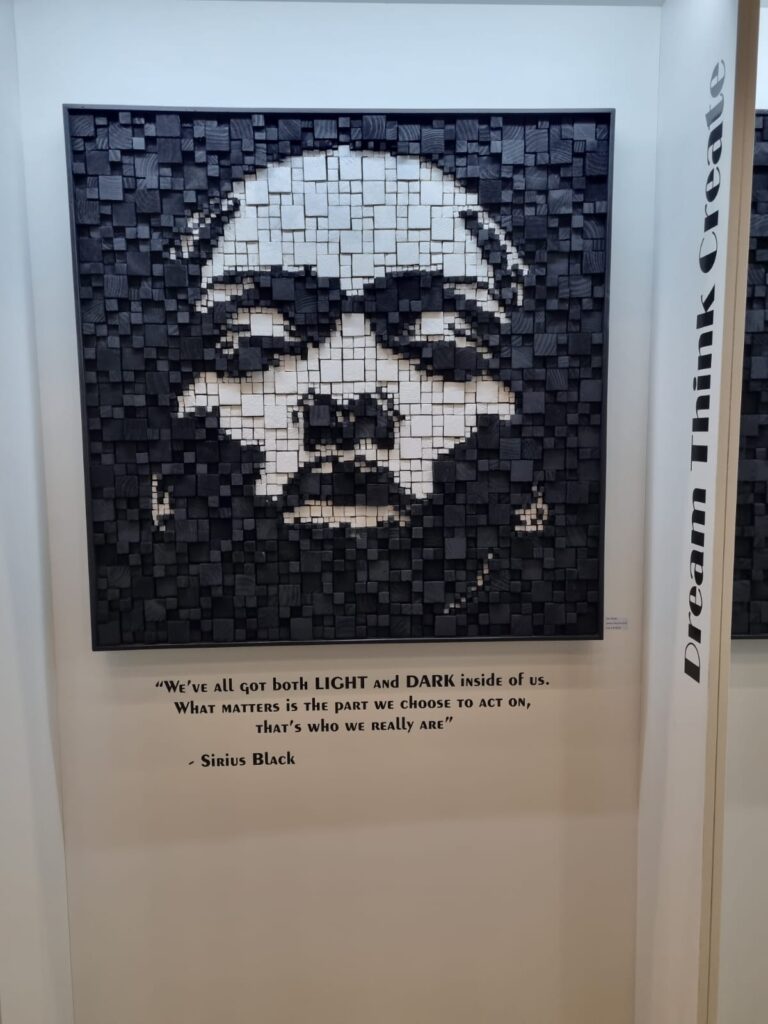 “WE’VE ALL GOT BOTH LIGHT AND DARK INSIDE OF US.
WHAT MATTERS IS THE PART WE CHOOSE TO ACT ON,
THAT’S WHO WE REALLY ARE”
- SIRIUS BLACK
Dream Think Create